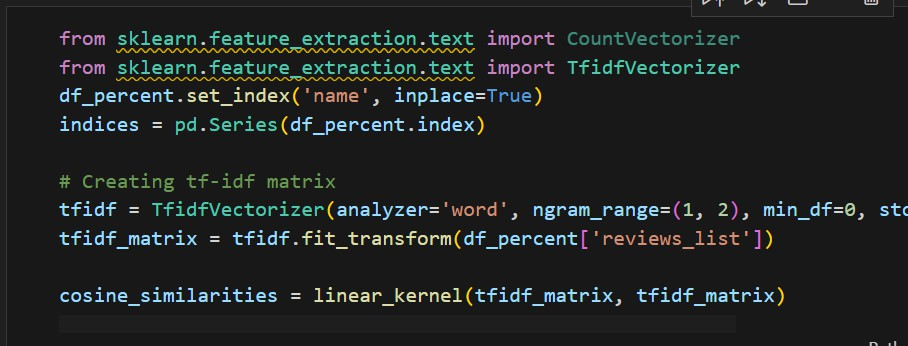 from sklearn.feature_extraction.text import CountVectorizer
from sklearn.feature_extraction.text import TfidfVectorizer
df_percent.set_index('name', inplace=True)
indices = pd.Series(df_percent.index)
# Creating tf-idf matrix
tfidf = TfidfVectorizer(analyzer='word', ngram_range=(1, 2), min_df=0, sto
tfidf_matrix = tfidf.fit_transform(df_percent['reviews_list'])
cosine_similarities = linear_kernel(tfidf_matrix, tfidf_matrix)